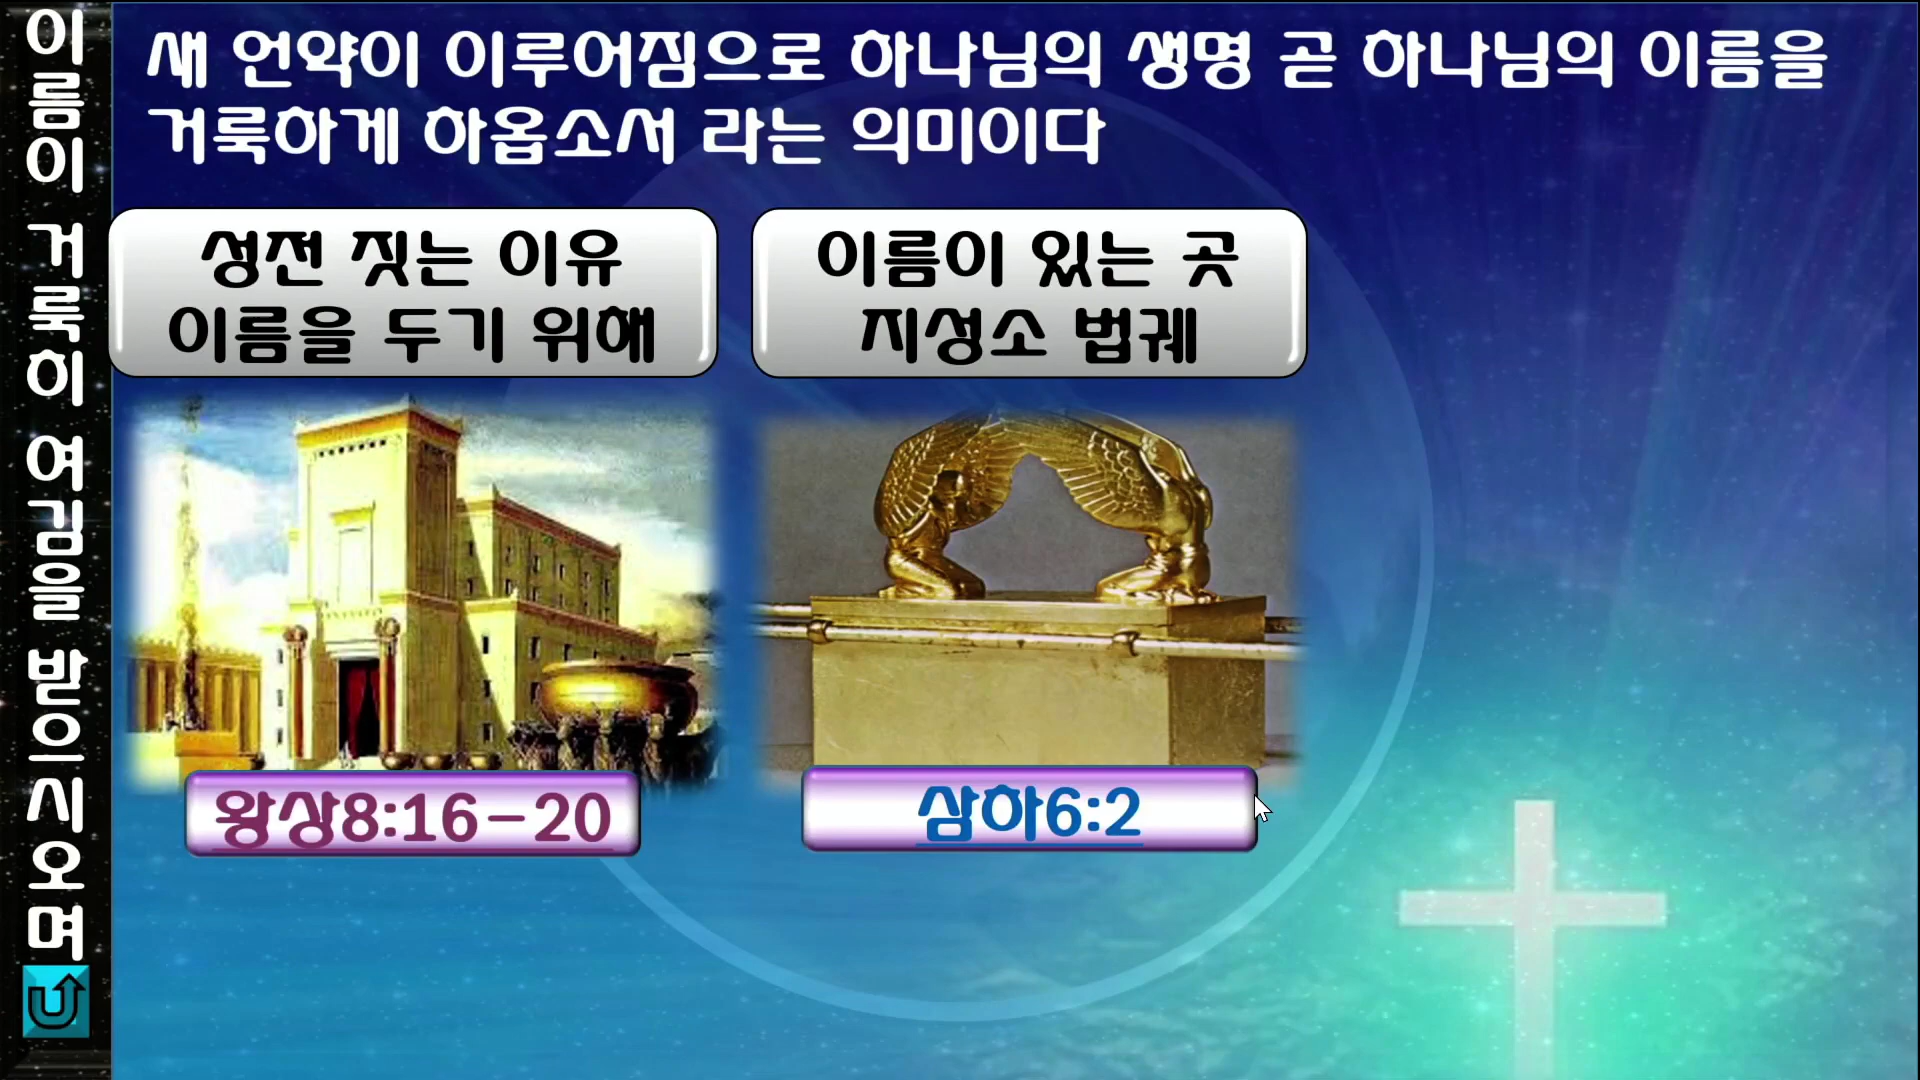 이름이 거룩히 여김을 받으시오며
새 언약이 이루어짐으로 하나님의 생명 곧 하나님의 이름을
거룩하게 하옵소서 라는 의미이다
성전 짓는 이유
이름을 두기 위해
이름이 있는 곳
지성소 법궤
왕상8:16-20
삼하6:2